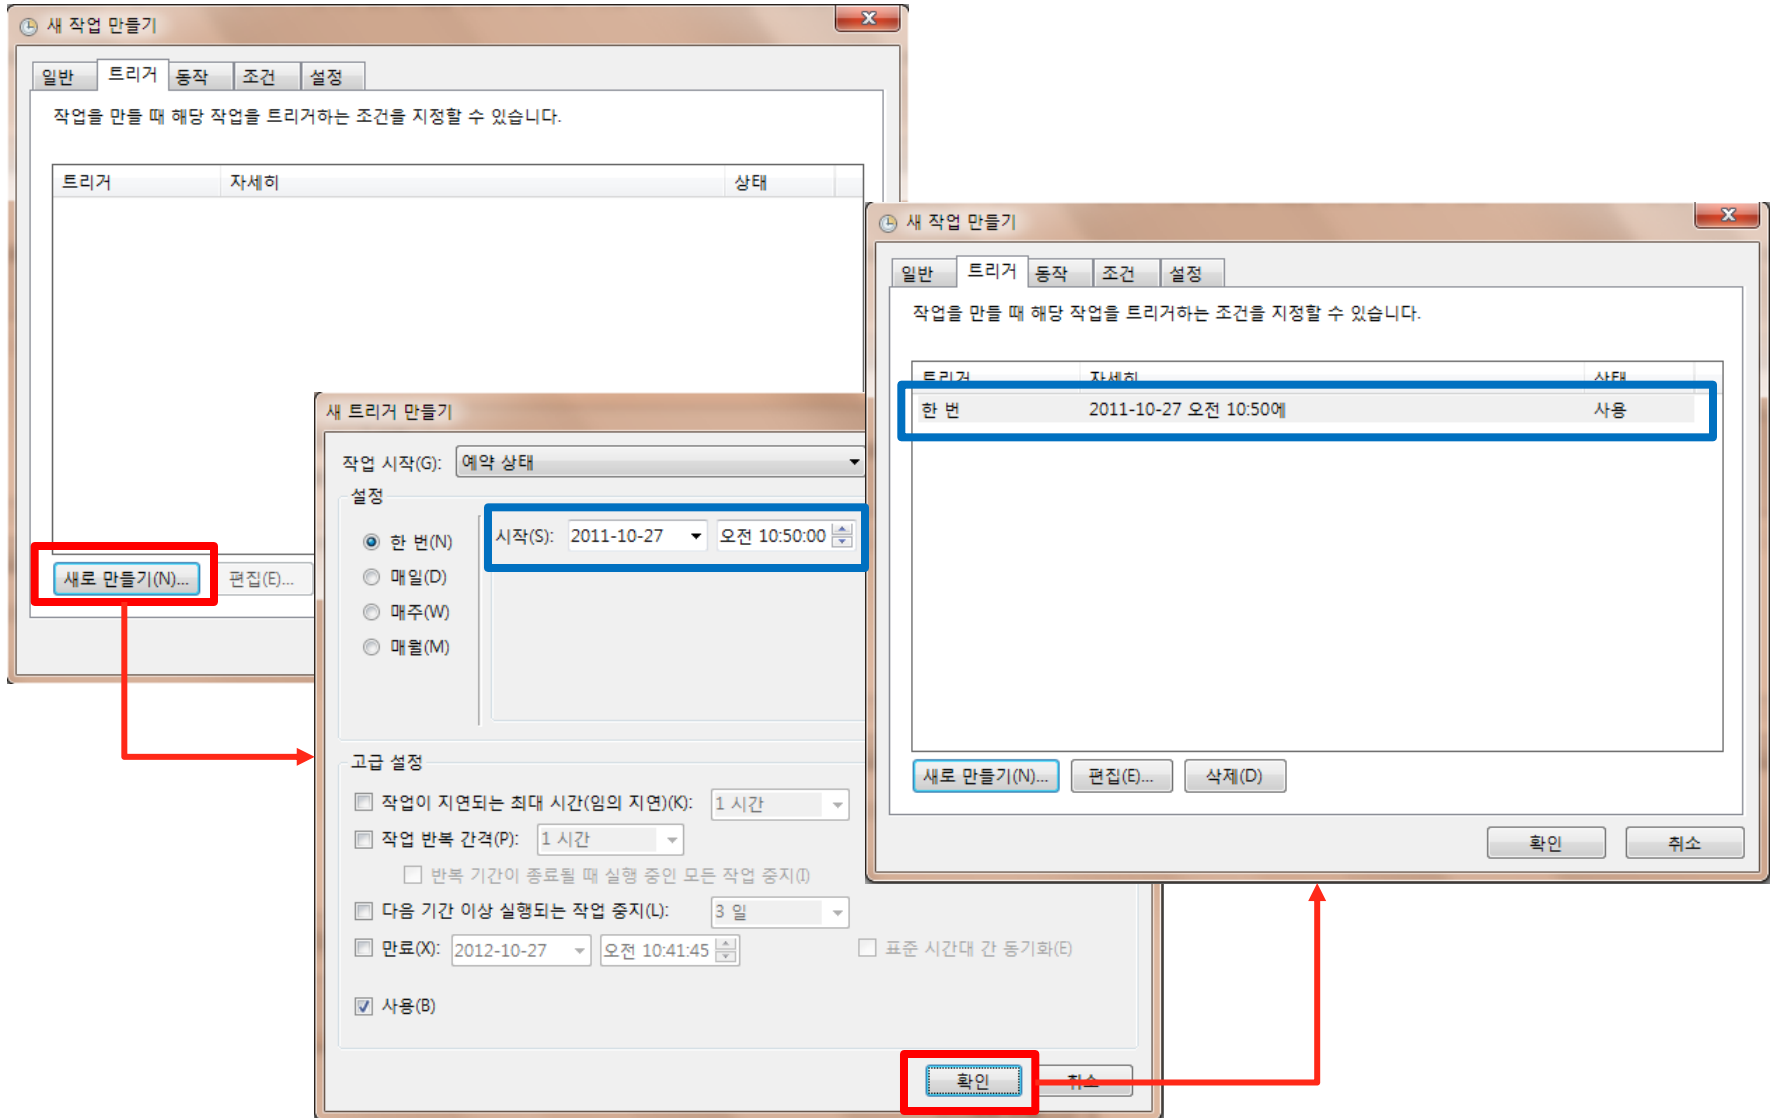 새 작업 만들기
일반 트리거 동작 조건 설정
작업을 만들 때 해당 작업을 트리거하는 조건을 지정할 수 있습니다.
트리거 자세히 상태
새로 만들기(N)... 편집(E)...
새 트리거 만들기
작업 시작(G): 예약 상태
설정
한 번(N)
매일(D)
매주(W)
매월(M)
시작(S): 2011-10-27 오전 10:50:00
고급 설정
작업이 지연되는 최대 시간(임의 지연)(K): 1 시간
작업 반복 간격(P): 1 시간
반복 기간이 종료될 때 실행 중인 모든 작업 중지(I)
다음 기간 이상 실행되는 작업 중지(L): 3 일
만료(X): 2012-10-27 오전 10:41:45 표준 시간대 간 동기화(E)
사용(B)
확인 취소
새 작업 만들기
일반 트리거 동작 조건 설정
작업을 만들 때 해당 작업을 트리거하는 조건을 지정할 수 있습니다.
트리거 자세히 상태
한 번 2011-10-27 오전 10:50에 사용
새로 만들기(N)... 편집(E)... 삭제(D)
확인 취소